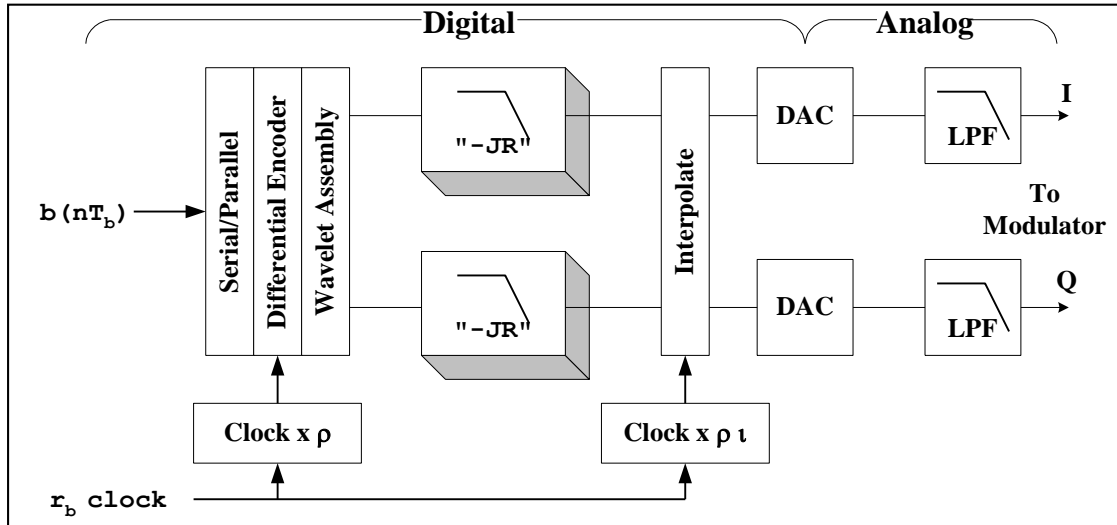 Digital
Analog
Serial/Parallel
Differential Encoder
Wavelet Assembly
"-JR"
Interpolate
DAC
LPF
I
b(nT_b)
To
Modulator
"-JR"
DAC
LPF
Q
Clock x ρ
Clock x ρ ι
r_b clock